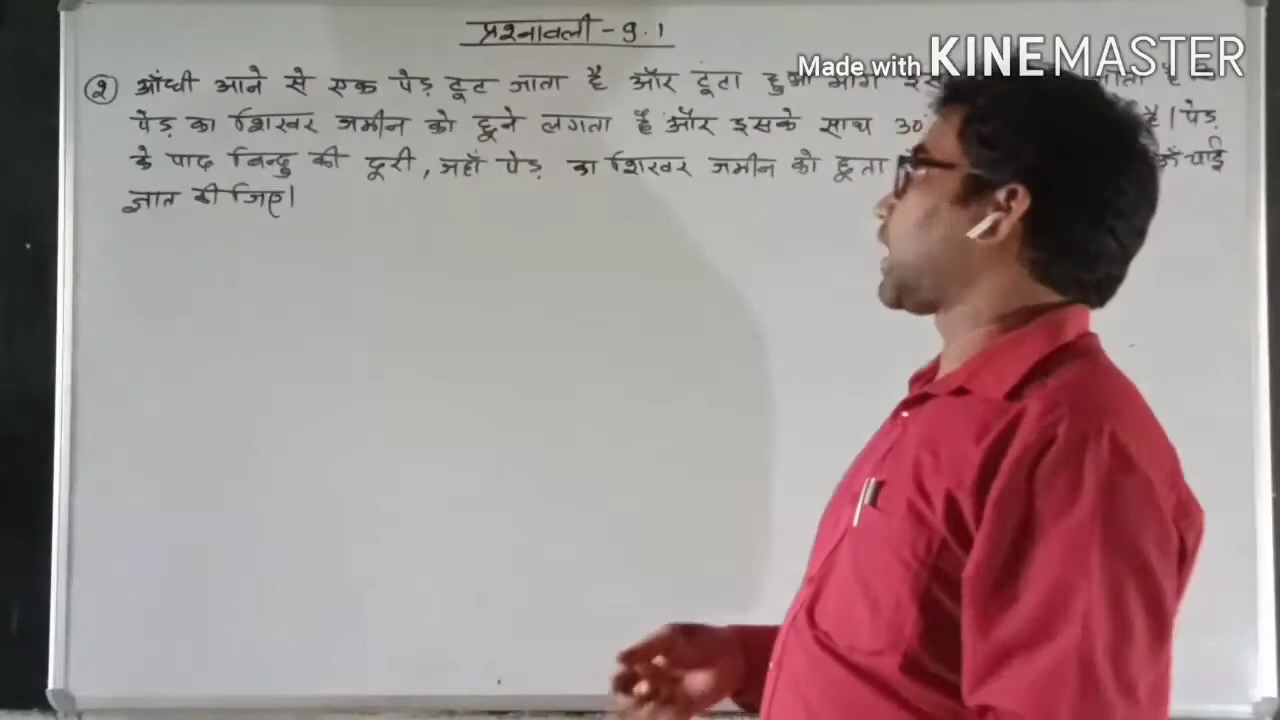 प्रश्नावली - 9.1
Made with KINEMASTER
② आँधी आने से एक पेड़ टूट जाता है और टूटा हुआ भाग
पेड़ का शिखर जमीन को छूने लगता है और इसके साथ 30 है। पेड़
के पाद बिन्दु की दूरी, जहाँ पेड़ का शिखर जमीन को छूता
ज्ञात कीजिए।